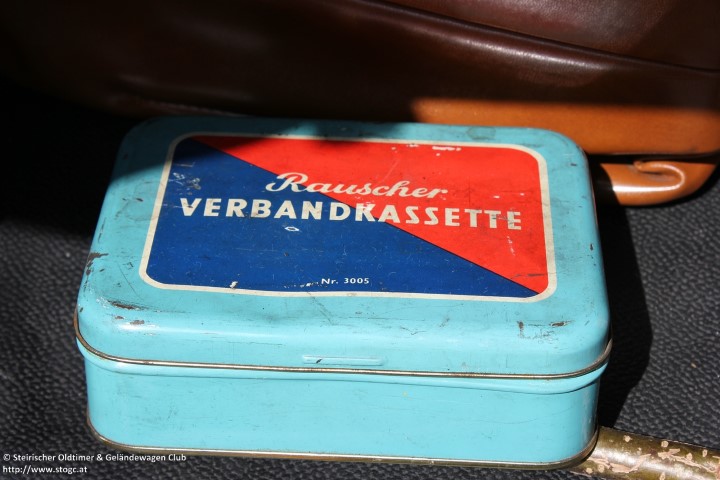 Rauscher
VERBANDKASSETTE
Nr. 3005
© Steirischer Oldtimer & Geländewagen Club
http://www.stogc.at